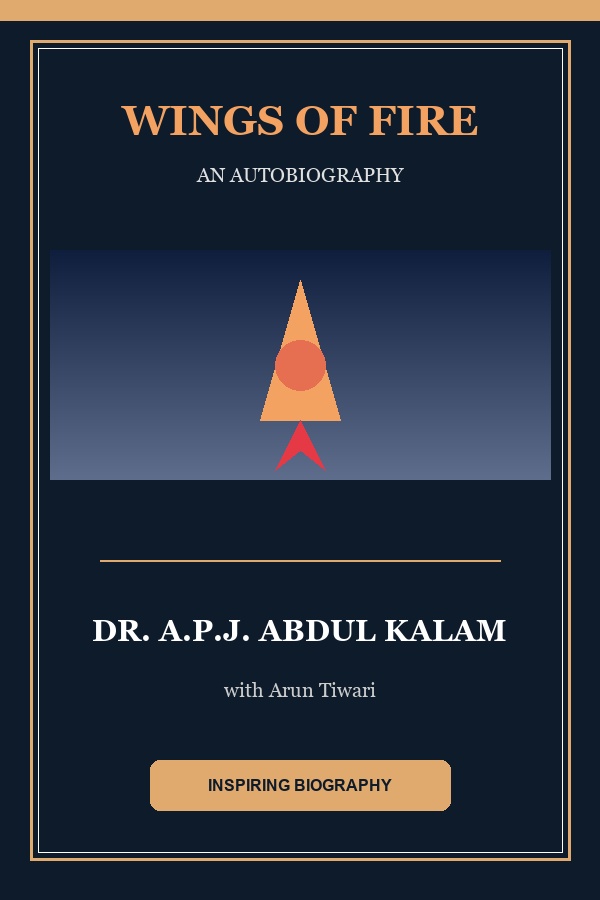 WINGS OF FIRE
AN AUTOBIOGRAPHY
DR. A.P.J. ABDUL KALAM
with Arun Tiwari
INSPIRING BIOGRAPHY